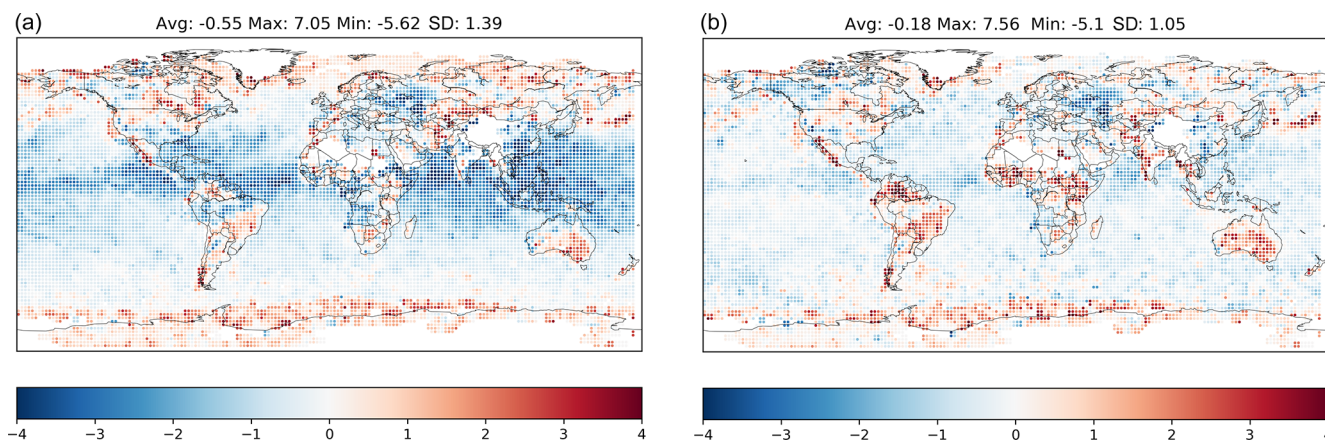 (a) Avg: -0.55 Max: 7.05 Min: -5.62 SD: 1.39
(b) Avg: -0.18 Max: 7.56 Min: -5.1 SD: 1.05
−4 −3 −2 −1 0 1 2 3 4
−4 −3 −2 −1 0 1 2 3 4